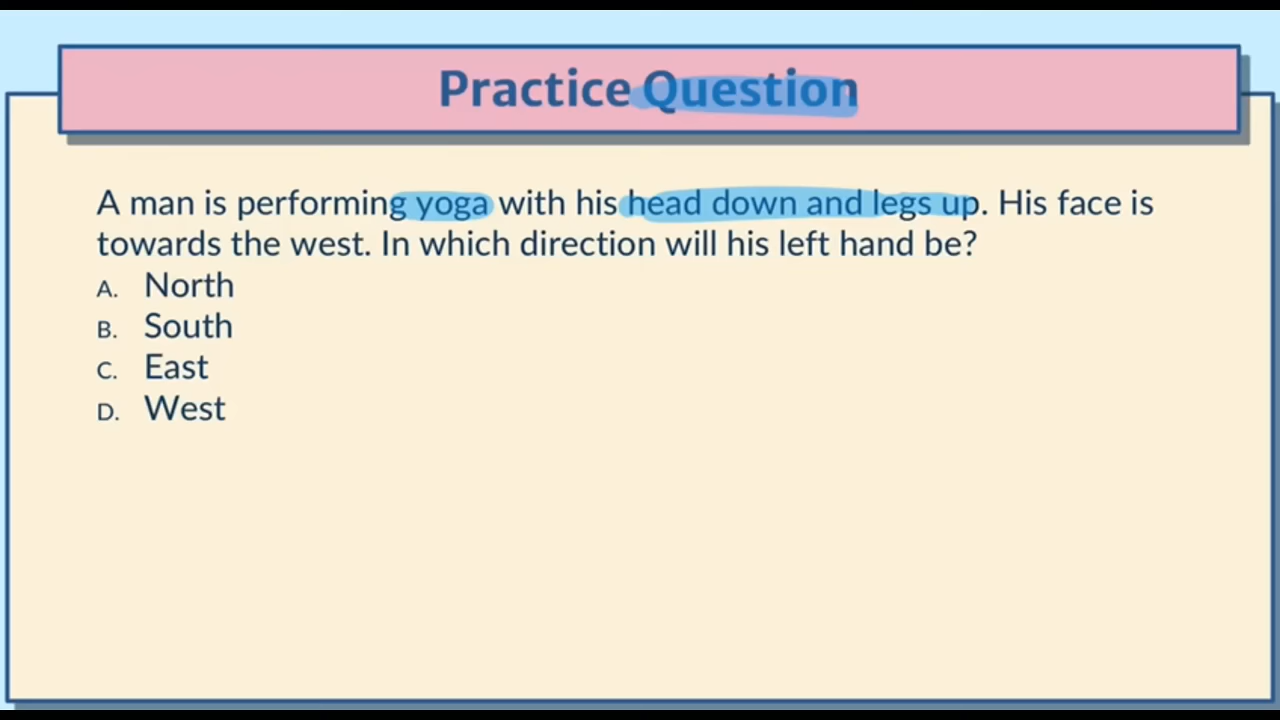 Practice Question
A man is performing yoga with his head down and legs up. His face is
towards the west. In which direction will his left hand be?
A. North
B. South
C. East
D. West